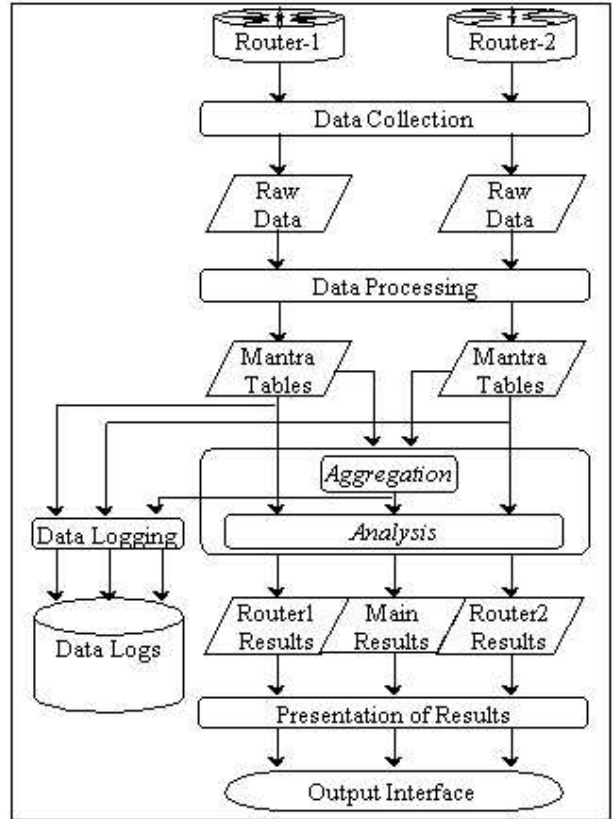 Router-1
Router-2
Data Collection
Raw
Data
Raw
Data
Data Processing
Mantra
Tables
Mantra
Tables
Aggregation
Data Logging
Analysis
Data Logs
Router1
Results
Main
Results
Router2
Results
Presentation of Results
Output Interface